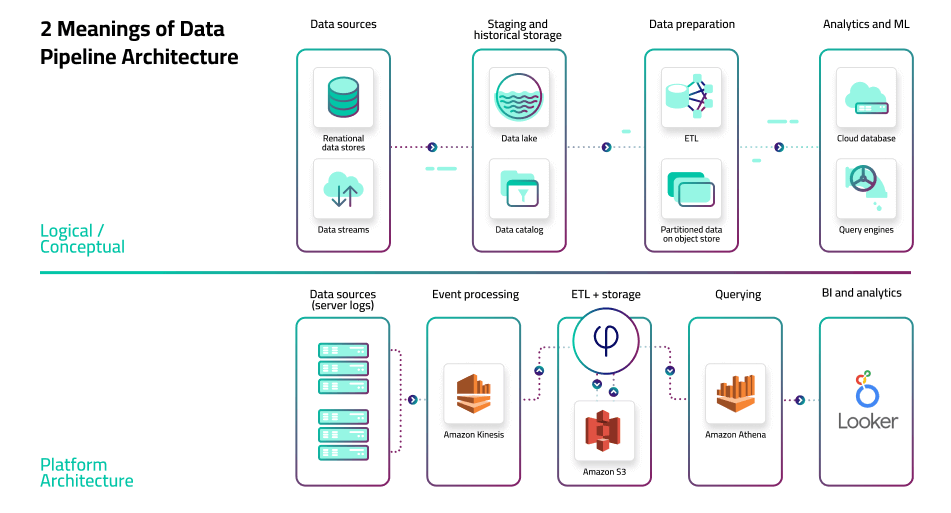 2 Meanings of Data
Pipeline Architecture
Data sources
Staging and
historical storage
Data preparation
Analytics and ML
Renational
data stores
Data lake
ETL
Cloud database
Data streams
Data catalog
Partitioned data
on object store
Query engines
Logical /
Conceptual
Data sources
(server logs)
Event processing
ETL + storage
Querying
BI and analytics
φ
Amazon Kinesis
Amazon S3
Amazon Athena
Looker
Platform
Architecture